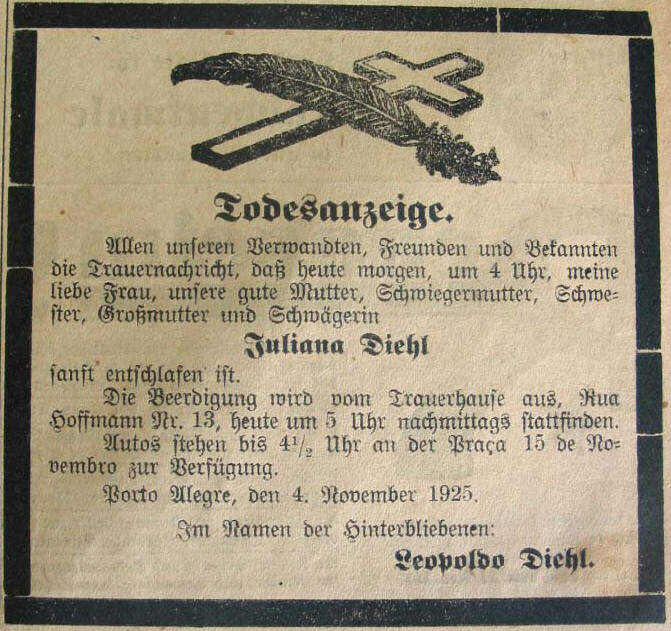 Todesanzeige.
Allen unseren Verwandten, Freunden und Bekannten
die Trauernachricht, daß heute morgen, um 4 Uhr, meine
liebe Frau, unsere gute Mutter, Schwiegermutter, Schwe-
ster, Großmutter und Schwägerin
Juliana Diehl
sanft entschlafen ist.
Die Beerdigung wird vom Trauerhause aus, Rua
Hoffmann Nr. 13, heute um 5 Uhr nachmittags stattfinden.
Autos stehen bis 4½ Uhr an der Praça 15 de No-
vembro zur Verfügung.
Porto Alegre, den 4. November 1925.
Im Namen der Hinterbliebenen:
Leopoldo Diehl.